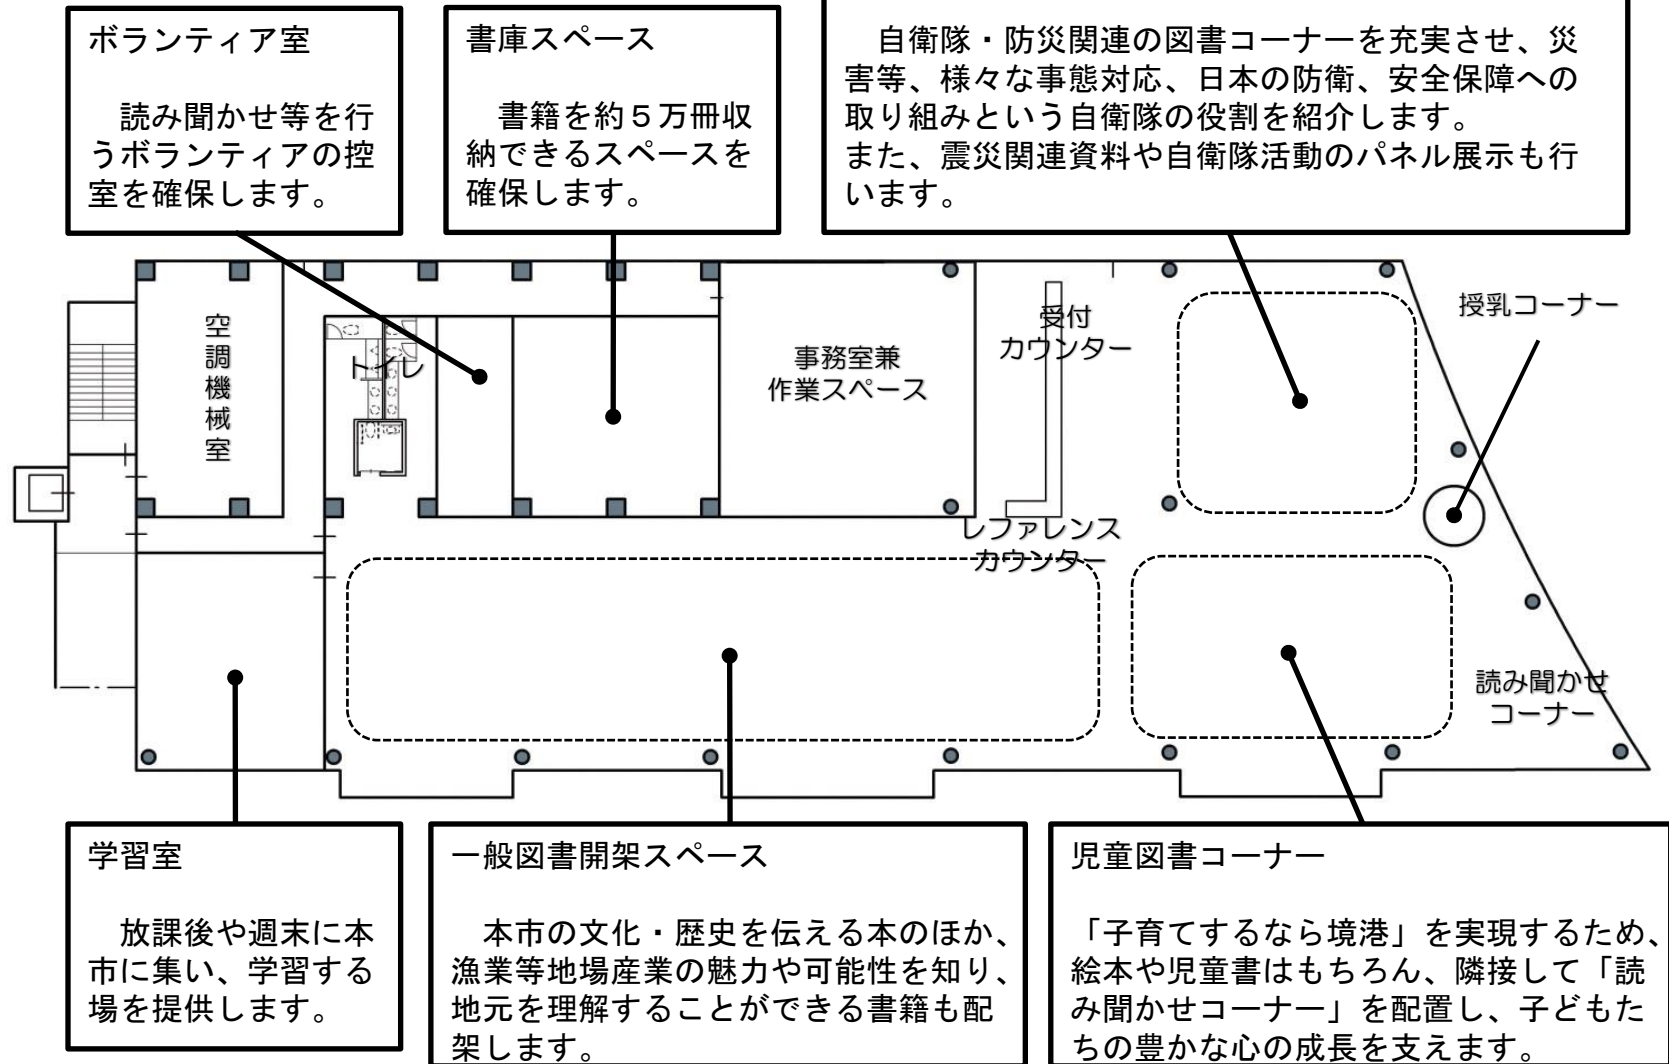 ボランティア室
　読み聞かせ等を行
うボランティアの控
室を確保します。
書庫スペース
　書籍を約５万冊収
納できるスペースを
確保します。
　自衛隊・防災関連の図書コーナーを充実させ、災
害等、様々な事態対応、日本の防衛、安全保障への
取り組みという自衛隊の役割を紹介します。
また、震災関連資料や自衛隊活動のパネル展示も行
います。
空調機械室
トイレ
事務室兼
作業スペース
受付
カウンター
授乳コーナー
レファレンス
カウンター
読み聞かせ
コーナー
学習室
　放課後や週末に本
市に集い、学習する
場を提供します。
一般図書開架スペース
　本市の文化・歴史を伝える本のほか、
漁業等地場産業の魅力や可能性を知り、
地元を理解することができる書籍も配
架します。
児童図書コーナー
「子育てするなら境港」を実現するため、
絵本や児童書はもちろん、隣接して「読
み聞かせコーナー」を配置し、子どもた
ちの豊かな心の成長を支えます。